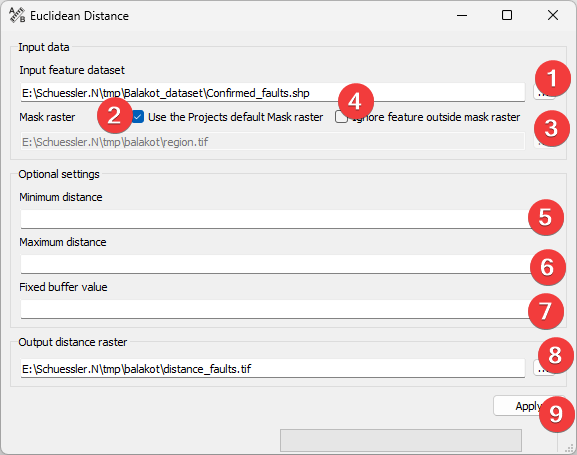 Euclidean Distance
Input data
Input feature dataset
E:\Schuessler.N\tmp\Balakot_dataset\Confirmed_faults.shp
1
...
Mask raster
2
Use the Projects default Mask raster
4
Ignore feature outside mask raster
E:\Schuessler.N\tmp\balakot\region.tif
3
Optional settings
Minimum distance
5
Maximum distance
6
Fixed buffer value
7
Output distance raster
8
E:\Schuessler.N\tmp\balakot\distance_faults.tif
...
Apply
9